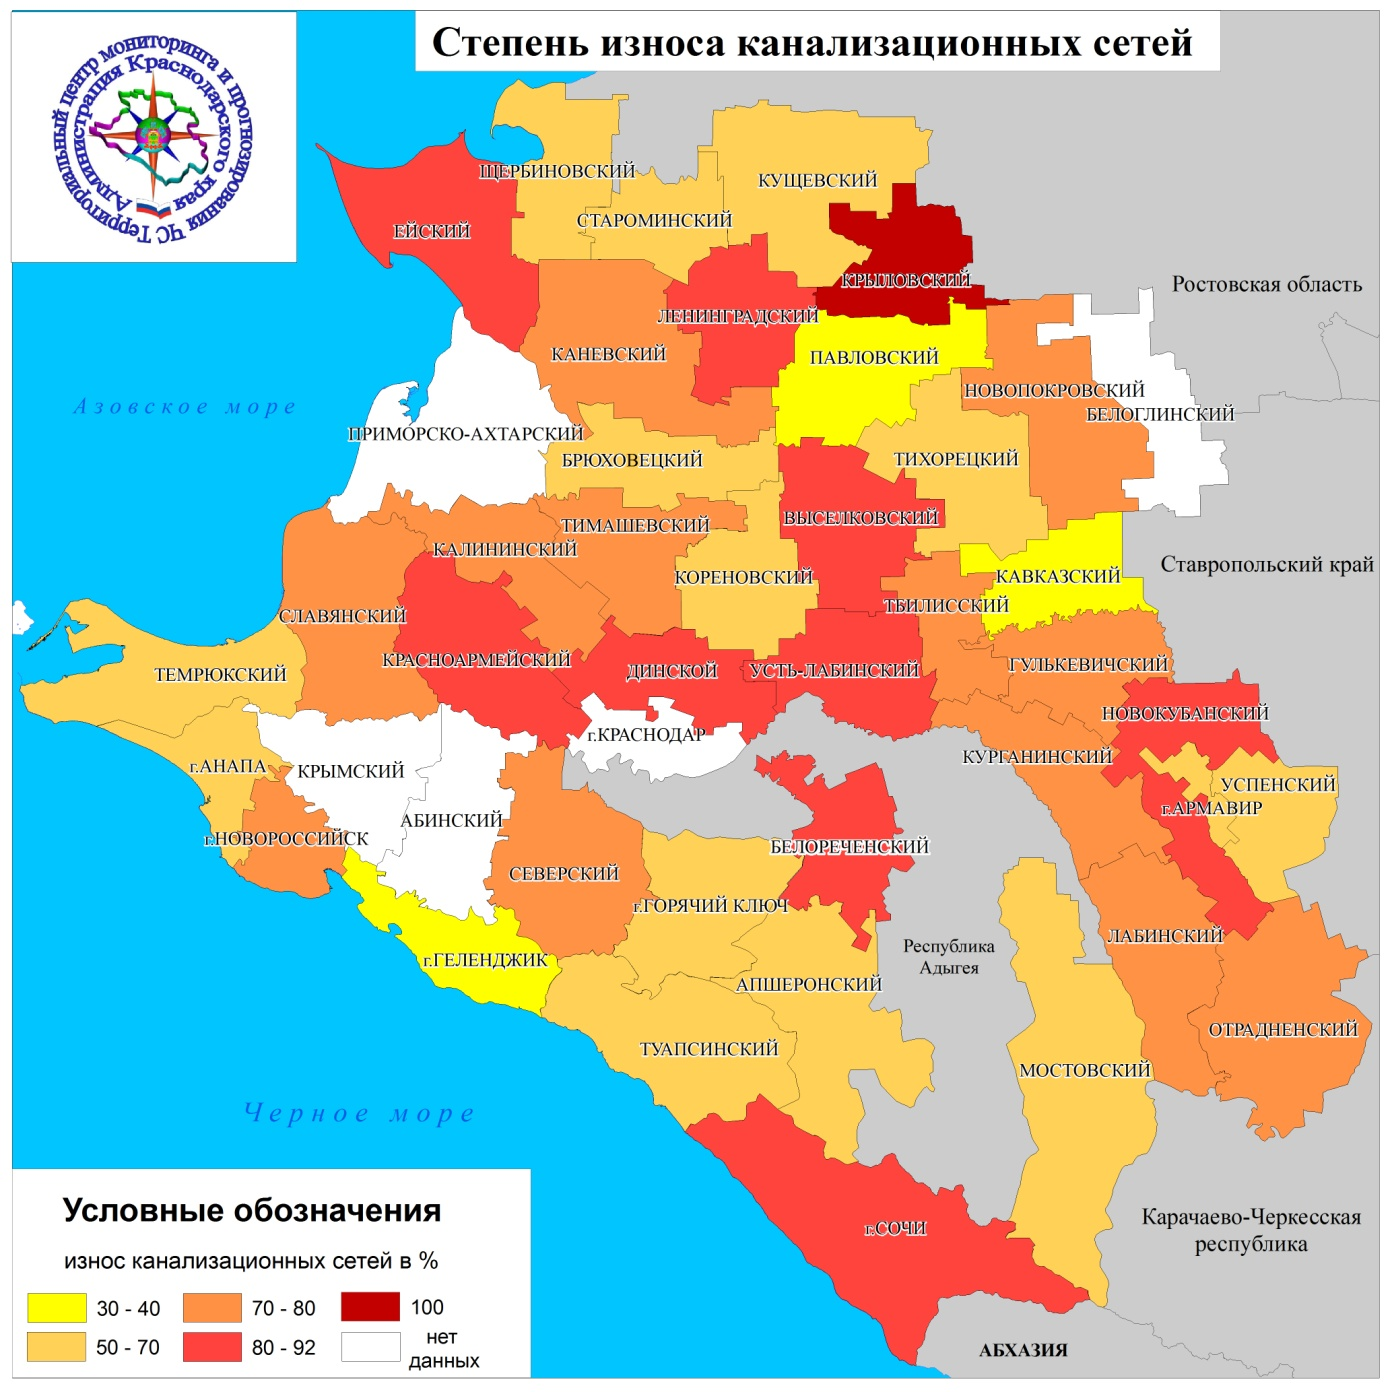 Степень износа канализационных сетей
Территориальный центр мониторинга и прогнозирования ЧС
Администрация Краснодарского края
ЩЕРБИНОВСКИЙ
КУЩЕВСКИЙ
СТАРОМИНСКИЙ
ЕЙСКИЙ
КРЫЛОВСКИЙ
Ростовская область
ЛЕНИНГРАДСКИЙ
КАНЕВСКИЙ
ПАВЛОВСКИЙ
НОВОПОКРОВСКИЙ
Азовское море
БЕЛОГЛИНСКИЙ
ПРИМОРСКО-АХТАРСКИЙ
БРЮХОВЕЦКИЙ
ТИХОРЕЦКИЙ
ТИМАШЕВСКИЙ
ВЫСЕЛКОВСКИЙ
КАЛИНИНСКИЙ
Ставропольский край
КОРЕНОВСКИЙ
КАВКАЗСКИЙ
ТБИЛИССКИЙ
СЛАВЯНСКИЙ
КРАСНОАРМЕЙСКИЙ
ДИНСКОЙ
УСТЬ-ЛАБИНСКИЙ
ГУЛЬКЕВИЧСКИЙ
ТЕМРЮКСКИЙ
НОВОКУБАНСКИЙ
г.КРАСНОДАР
КУРГАНИНСКИЙ
г.АНАПА
КРЫМСКИЙ
УСПЕНСКИЙ
г.АРМАВИР
АБИНСКИЙ
г.НОВОРОССИЙСК
БЕЛОРЕЧЕНСКИЙ
СЕВЕРСКИЙ
г.ГОРЯЧИЙ КЛЮЧ
ЛАБИНСКИЙ
Республика
Адыгея
г.ГЕЛЕНДЖИК
АПШЕРОНСКИЙ
ОТРАДНЕНСКИЙ
ТУАПСИНСКИЙ
МОСТОВСКИЙ
Черное море
Карачаево-Черкесская
республика
г.СОЧИ
АБХАЗИЯ
Условные обозначения
износ канализационных сетей в %
30 - 40
70 - 80
100
50 - 70
80 - 92
нет
данных